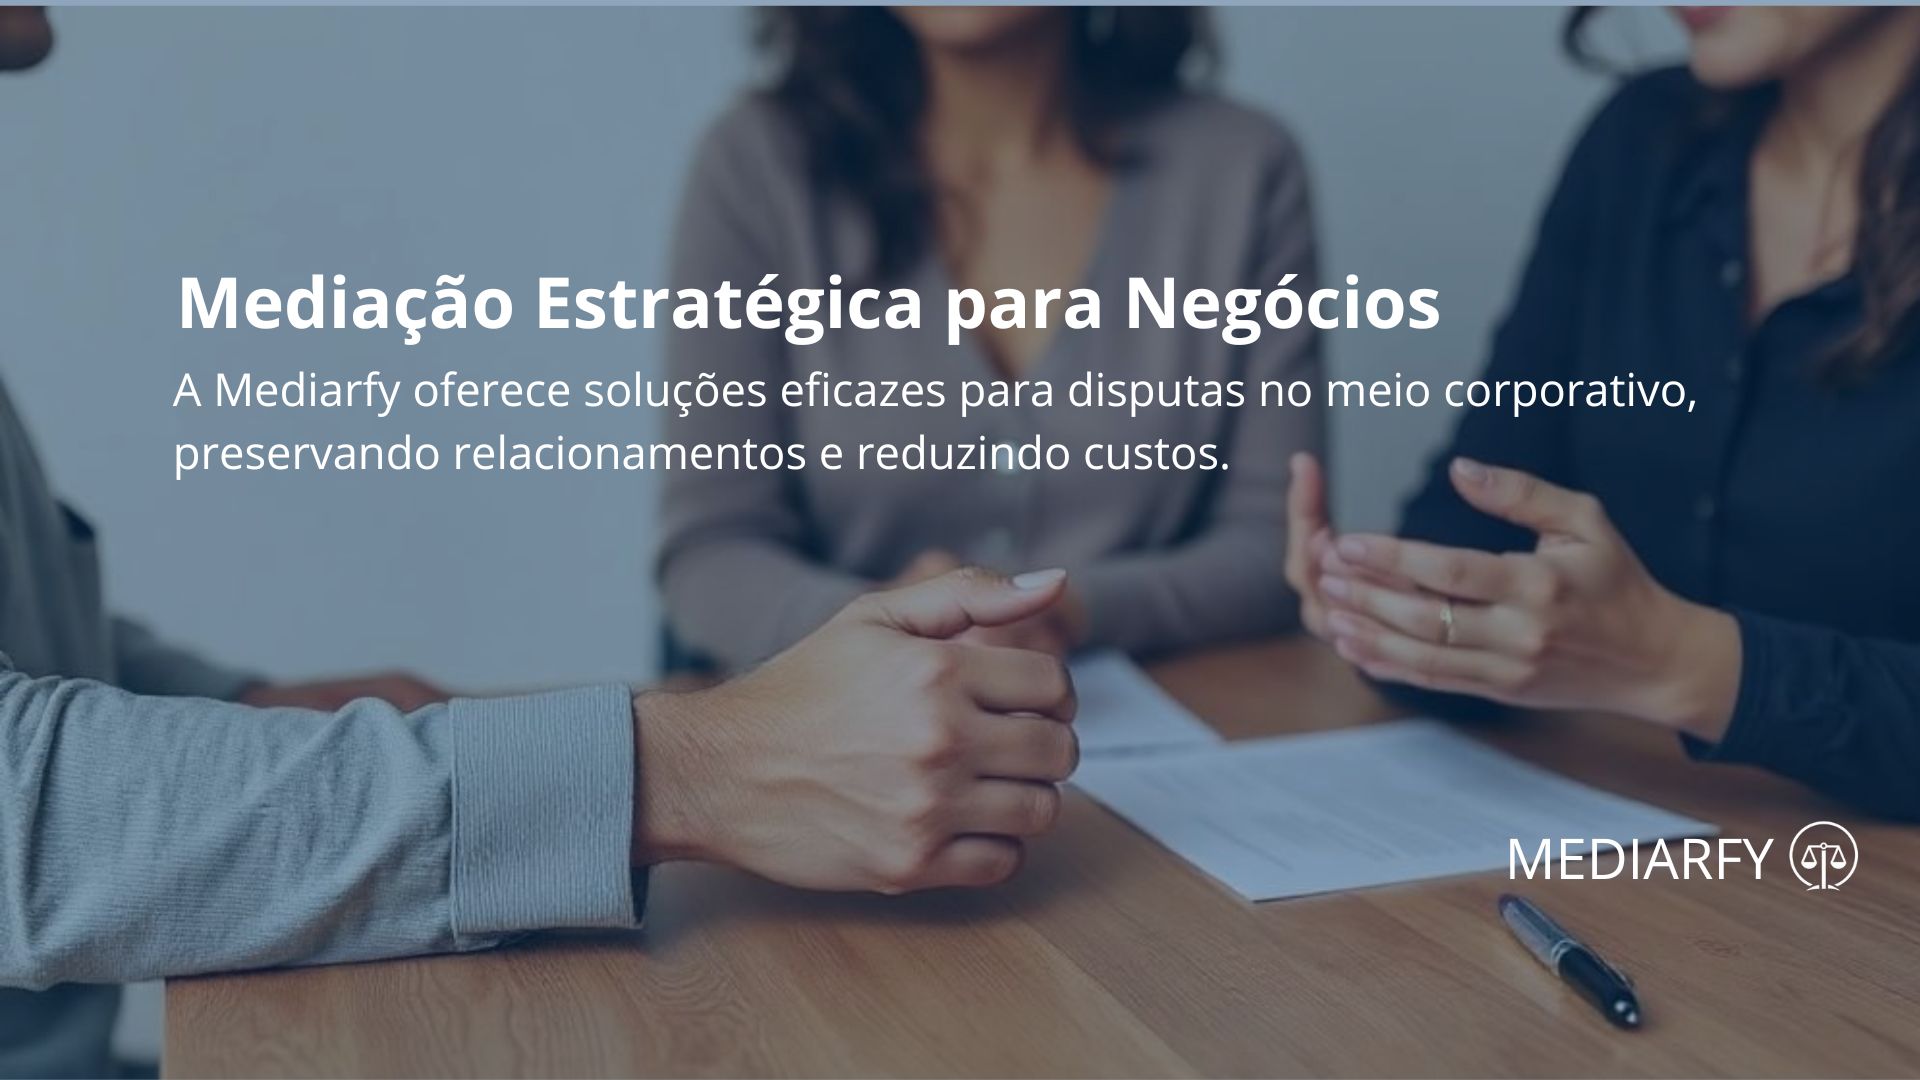 Mediação Estratégica para Negócios
A Mediarfy oferece soluções eficazes para disputas no meio corporativo,
preservando relacionamentos e reduzindo custos.
MEDIARFY